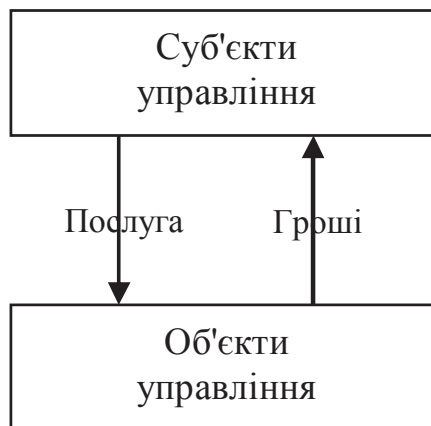 Суб'єкти
управління
Послуга
Гроші
Об'єкти
управління